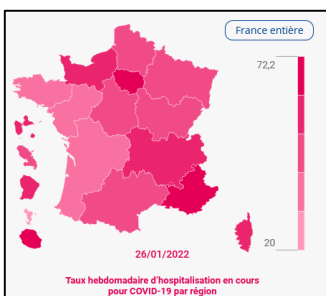 France entière
72,2
20
26/01/2022
Taux hebdomadaire d'hospitalisation en cours
pour COVID-19 par région